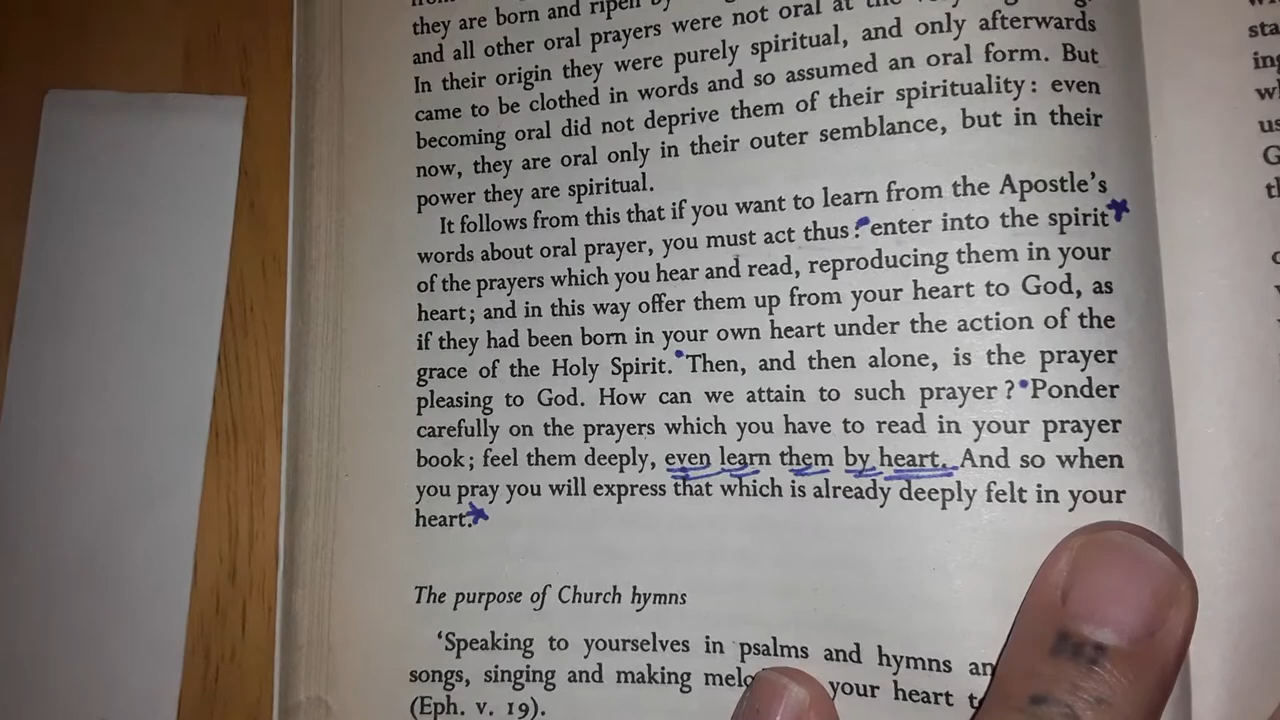 they are born and ripen
and all other oral prayers were not oral at
In their origin they were purely spiritual, and only afterwards
came to be clothed in words and so assumed an oral form. But
becoming oral did not deprive them of their spirituality: even
now, they are oral only in their outer semblance, but in their
power they are spiritual.
It follows from this that if you want to learn from the Apostle's
words about oral prayer, you must act thus: enter into the spirit
of the prayers which you hear and read, reproducing them in your
heart; and in this way offer them up from your heart to God, as
if they had been born in your own heart under the action of the
grace of the Holy Spirit. Then, and then alone, is the prayer
pleasing to God. How can we attain to such prayer? Ponder
carefully on the prayers which you have to read in your prayer
book; feel them deeply, even learn them by heart. And so when
you pray you will express that which is already deeply felt in your
heart.
The purpose of Church hymns
'Speaking to yourselves in psalms and hymns
songs, singing and making your heart
(Eph. v. 19).